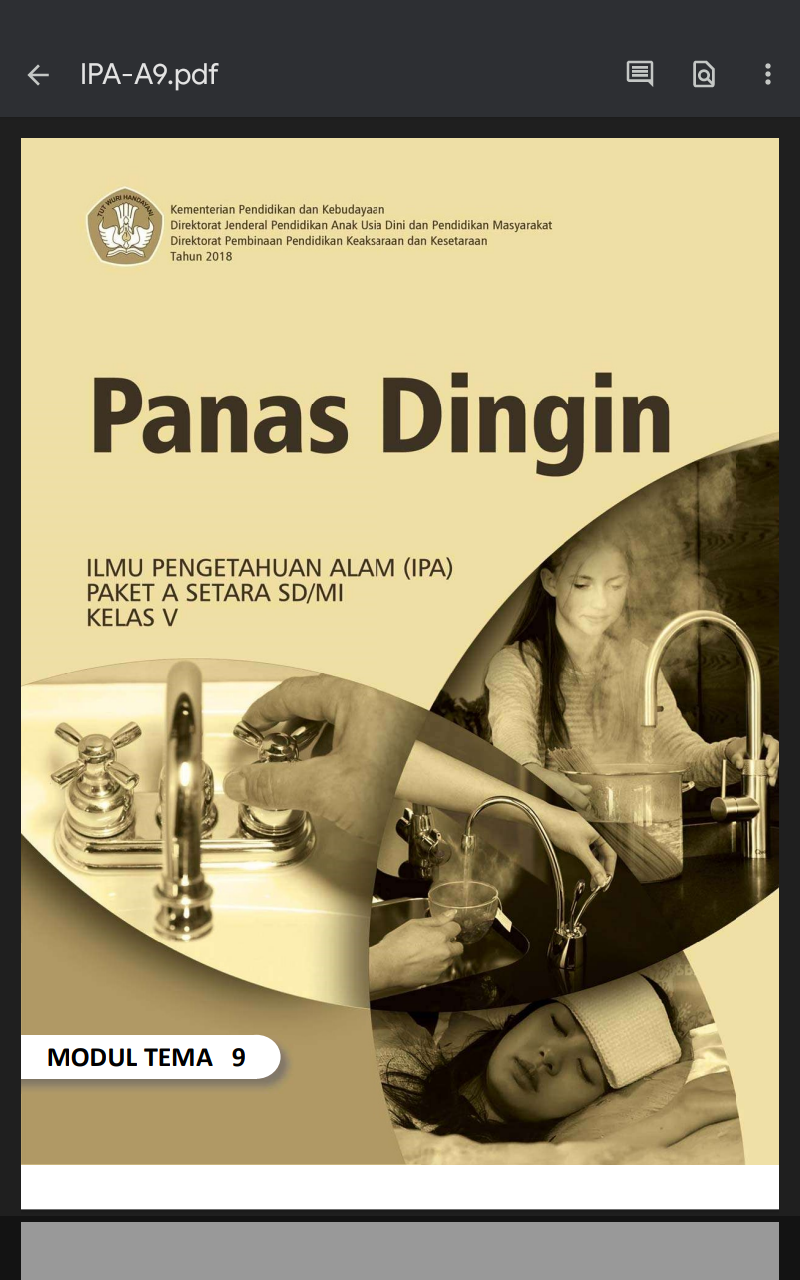 IPA-A9.pdf
TUT WURI HANDAYANI
Kementerian Pendidikan dan Kebudayaan
Direktorat Jenderal Pendidikan Anak Usia Dini dan Pendidikan Masyarakat
Direktorat Pembinaan Pendidikan Keaksaraan dan Kesetaraan
Tahun 2018
Panas Dingin
ILMU PENGETAHUAN ALAM (IPA)
PAKET A SETARA SD/MI
KELAS V
MODUL TEMA 9